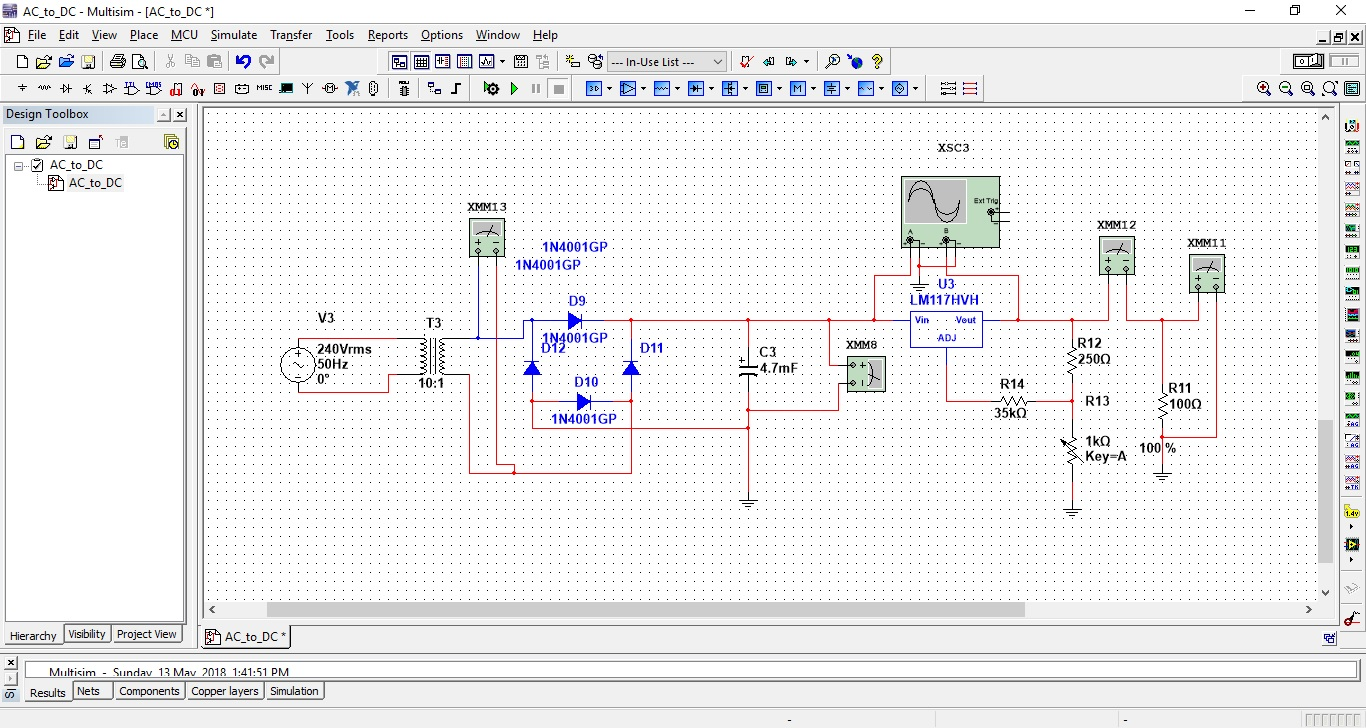 AC_to_DC - Multisim - [AC_to_DC *]
File Edit View Place MCU Simulate Transfer Tools Reports Options Window Help
--- In-Use List ---
Design Toolbox
AC_to_DC
AC_to_DC
XSC3
Ext Trig
A B
XMM13
XMM12
XMM11
1N4001GP
1N4001GP
U3
LM117HVH
Vin Vout
ADJ
V3
240Vrms
50Hz
0°
T3
10:1
D9
1N4001GP
D12
D11
D10
1N4001GP
C3
4.7mF
XMM8
R12
250Ω
R14
35kΩ
R13
1kΩ
Key=A
R11
100Ω
100 %
Hierarchy Visibility Project View
AC_to_DC *
Multisim - Sunday, 13 May, 2018, 1:41:51 PM
Results Nets Components Copper layers Simulation